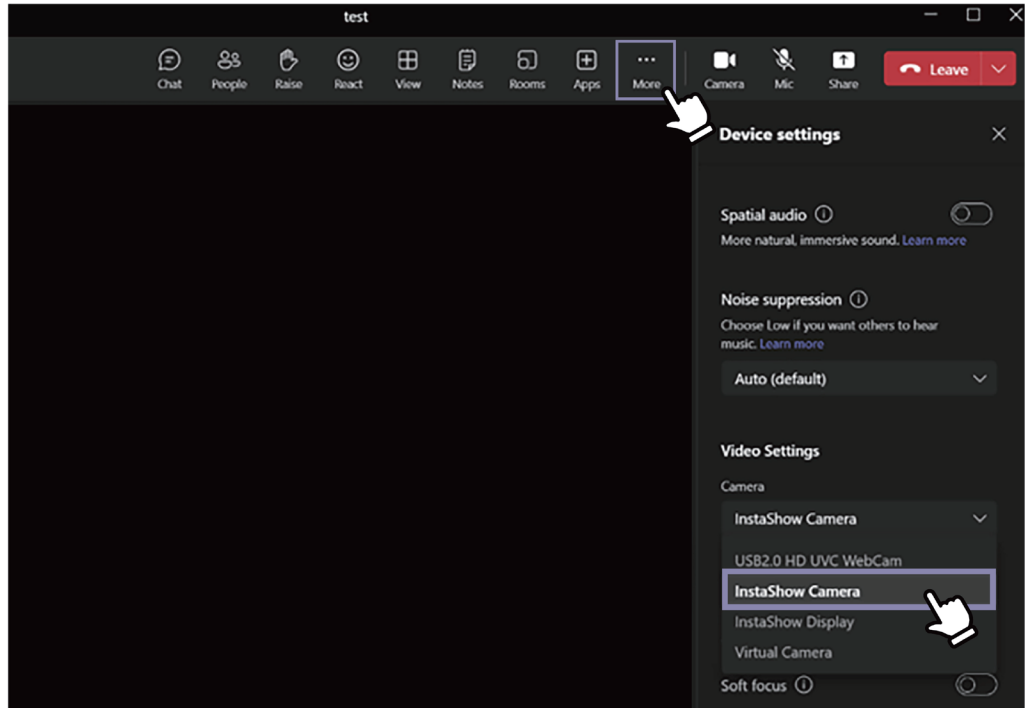 test
Chat People Raise React View Notes Rooms Apps More Camera Mic Share Leave
Device settings
Spatial audio
More natural, immersive sound. Learn more
Noise suppression
Choose Low if you want others to hear
music. Learn more
Auto (default)
Video Settings
Camera
InstaShow Camera
USB2.0 HD UVC WebCam
InstaShow Camera
InstaShow Display
Virtual Camera
Soft focus